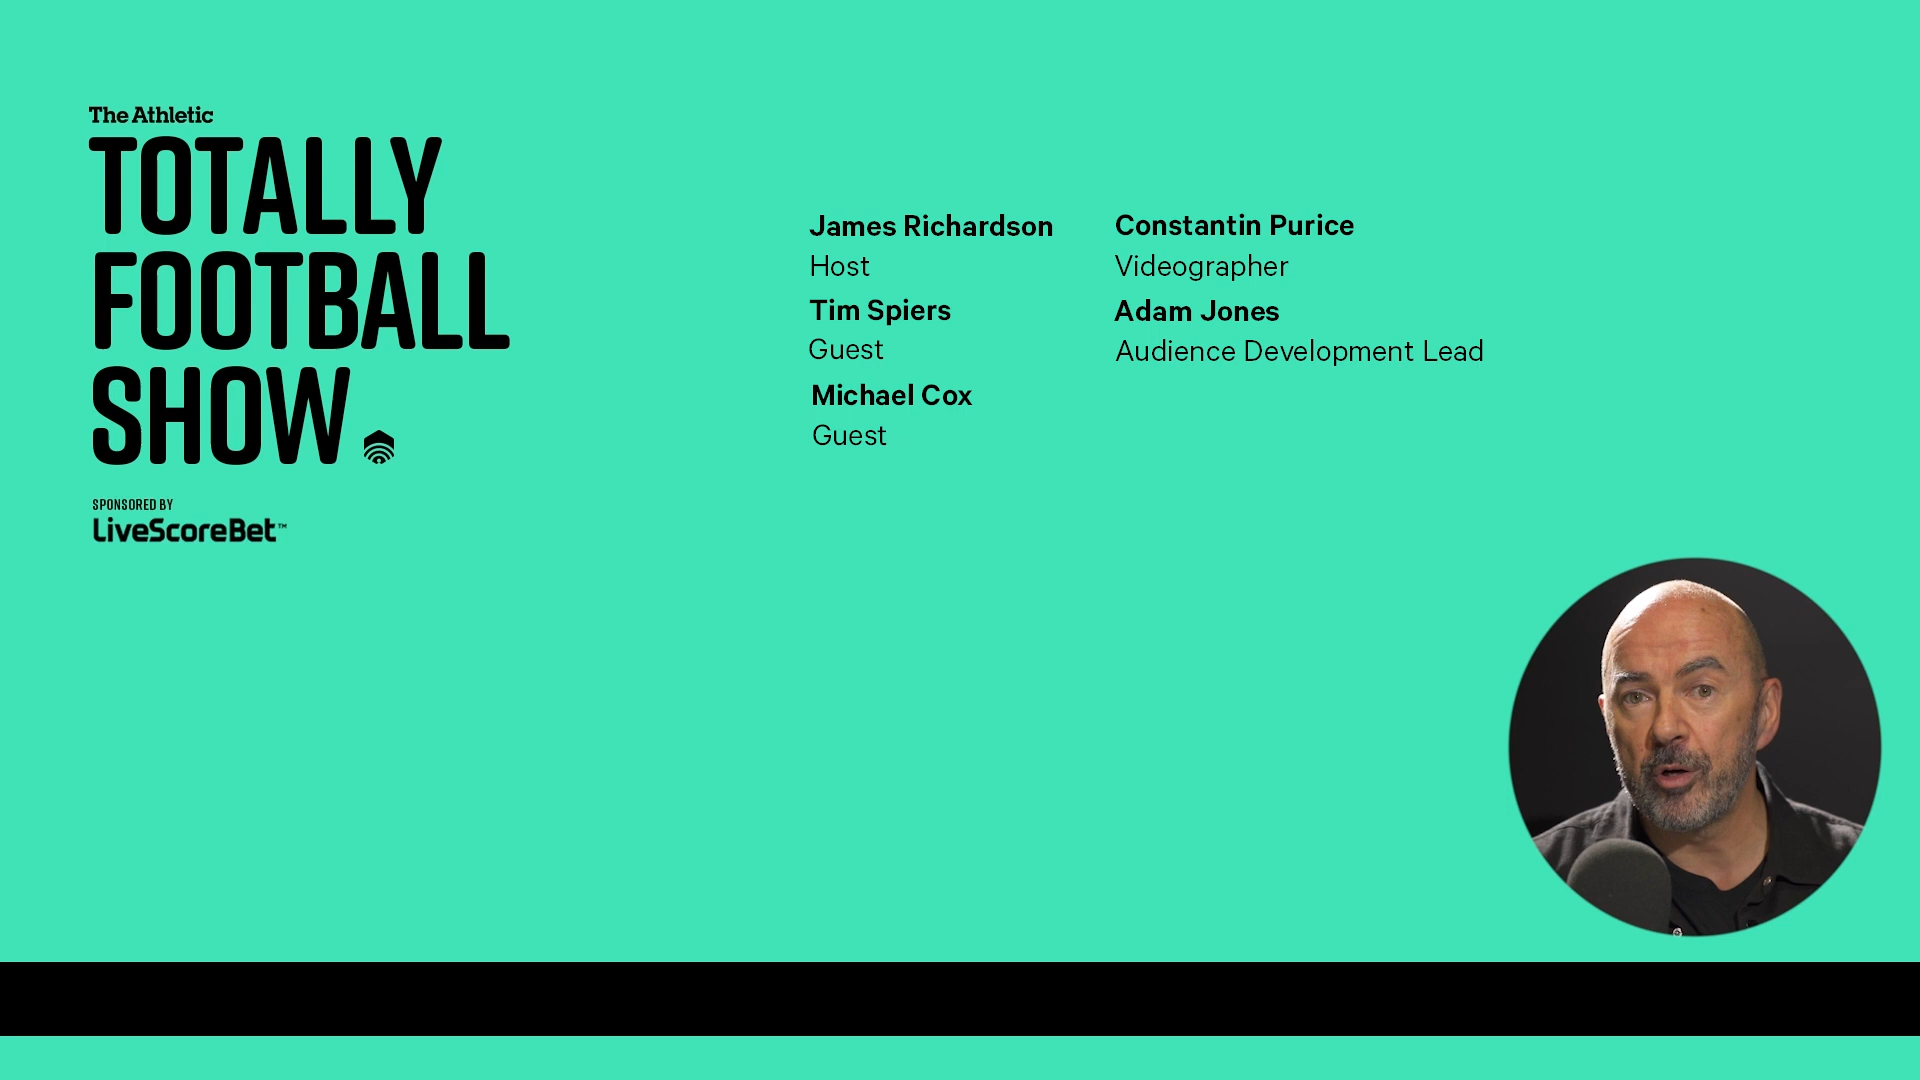 The Athletic
TOTALLY
FOOTBALL
SHOW
SPONSORED BY
LiveScoreBet™
James Richardson
Host
Tim Spiers
Guest
Michael Cox
Guest
Constantin Purice
Videographer
Adam Jones
Audience Development Lead